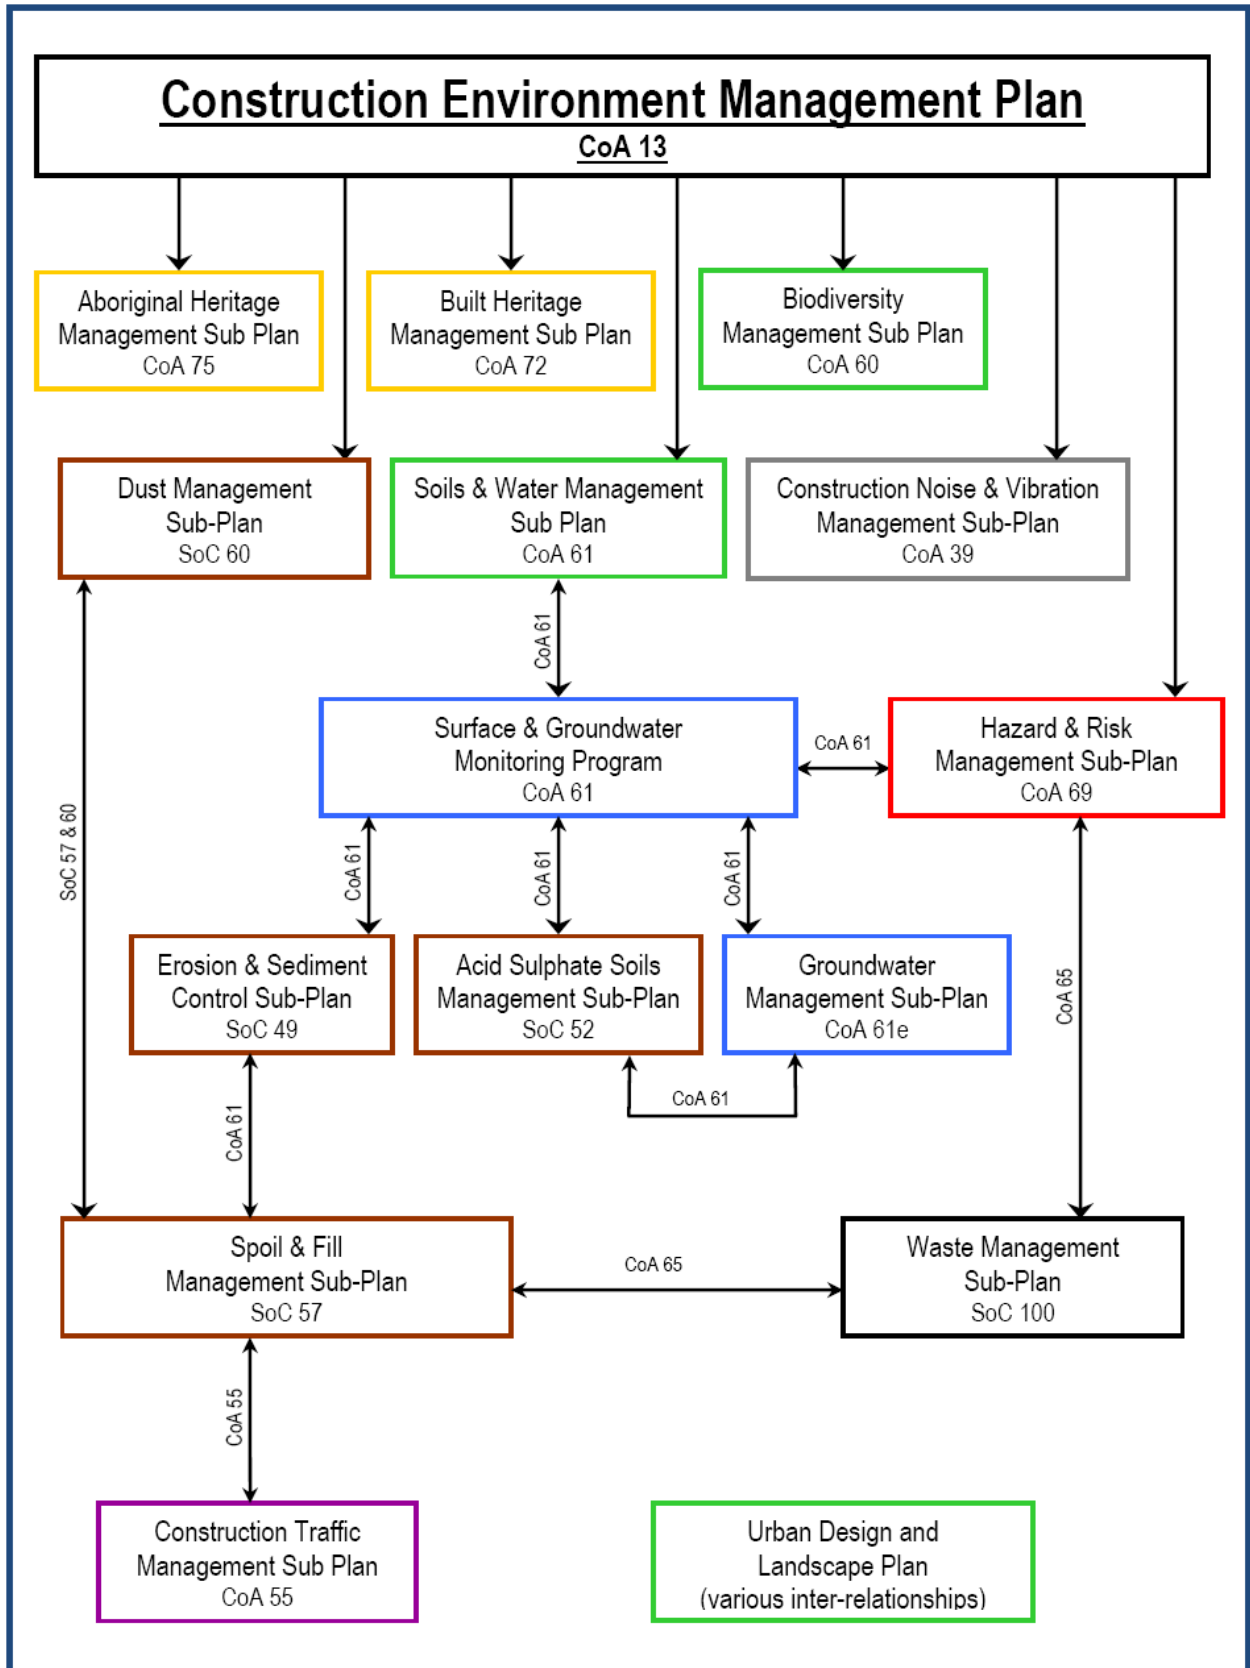 Construction Environment Management Plan
CoA 13
Aboriginal Heritage
Management Sub Plan
CoA 75
Built Heritage
Management Sub Plan
CoA 72
Biodiversity
Management Sub Plan
CoA 60
Dust Management
Sub-Plan
SoC 60
Soils & Water Management
Sub Plan
CoA 61
Construction Noise & Vibration
Management Sub-Plan
CoA 39
CoA 61
Surface & Groundwater
Monitoring Program
CoA 61
CoA 61
Hazard & Risk
Management Sub-Plan
CoA 69
SoC 57 & 60
CoA 61
CoA 61
CoA 61
Erosion & Sediment
Control Sub-Plan
SoC 49
Acid Sulphate Soils
Management Sub-Plan
SoC 52
Groundwater
Management Sub-Plan
CoA 61e
CoA 65
CoA 61
CoA 61
Spoil & Fill
Management Sub-Plan
SoC 57
CoA 65
Waste Management
Sub-Plan
SoC 100
CoA 55
Construction Traffic
Management Sub Plan
CoA 55
Urban Design and
Landscape Plan
(various inter-relationships)